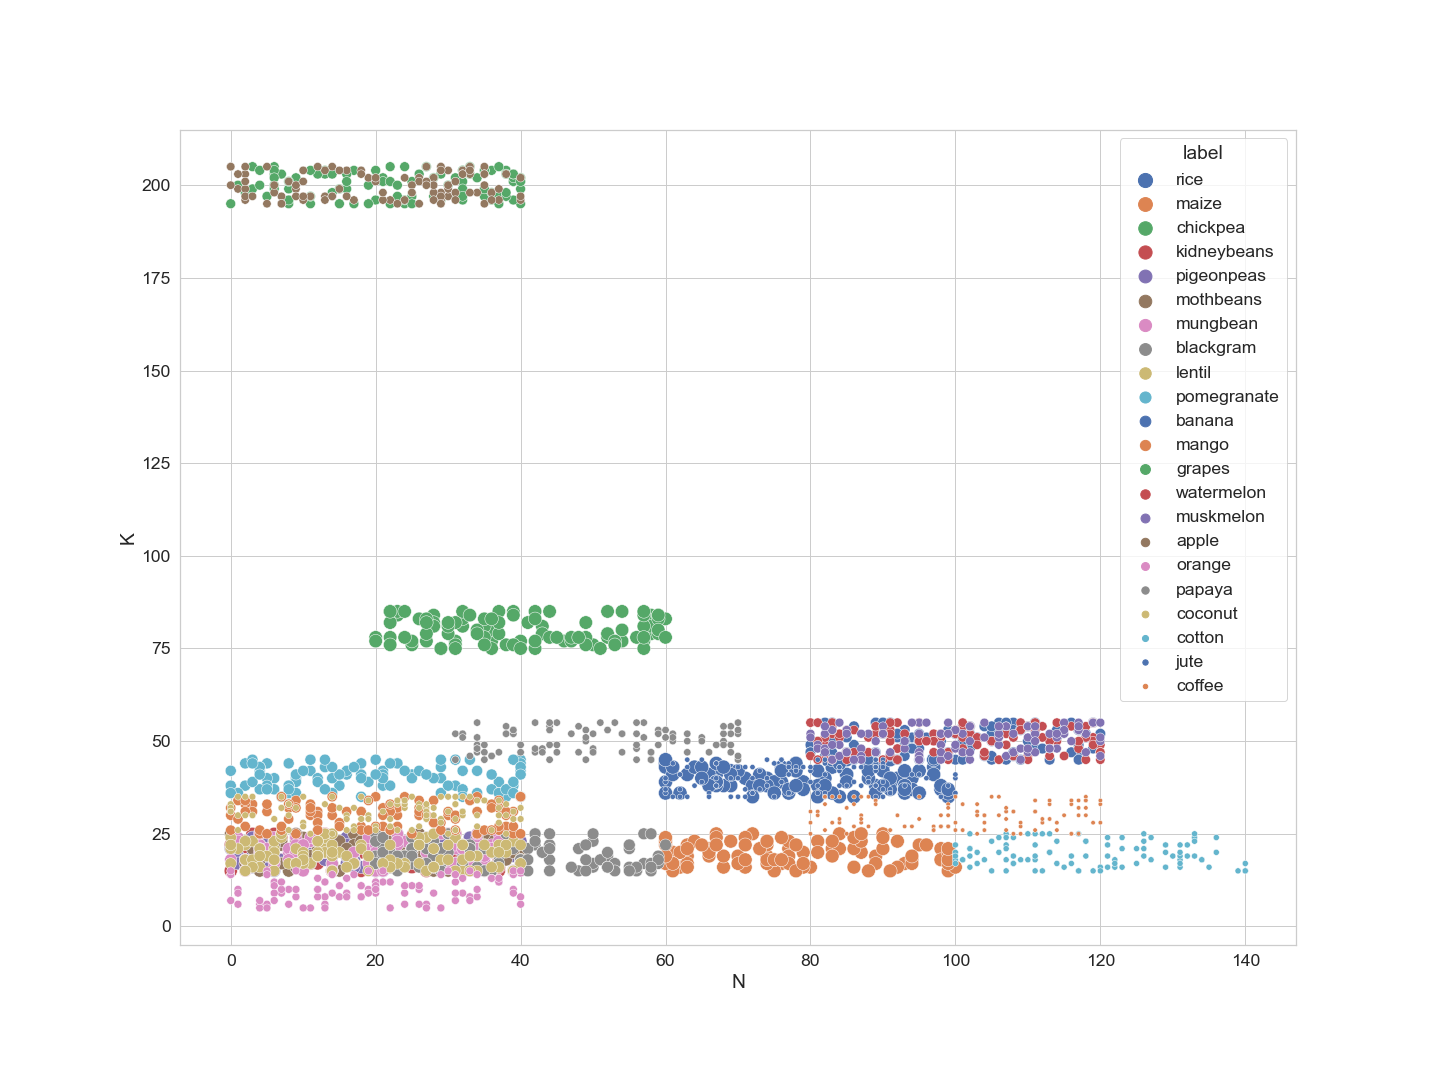 label
rice
maize
chickpea
kidneybeans
pigeonpeas
mothbeans
mungbean
blackgram
lentil
pomegranate
banana
mango
grapes
watermelon
muskmelon
apple
orange
papaya
coconut
cotton
jute
coffee
200
175
150
125
100
75
50
25
0
K
0 20 40 60 80 100 120 140
N